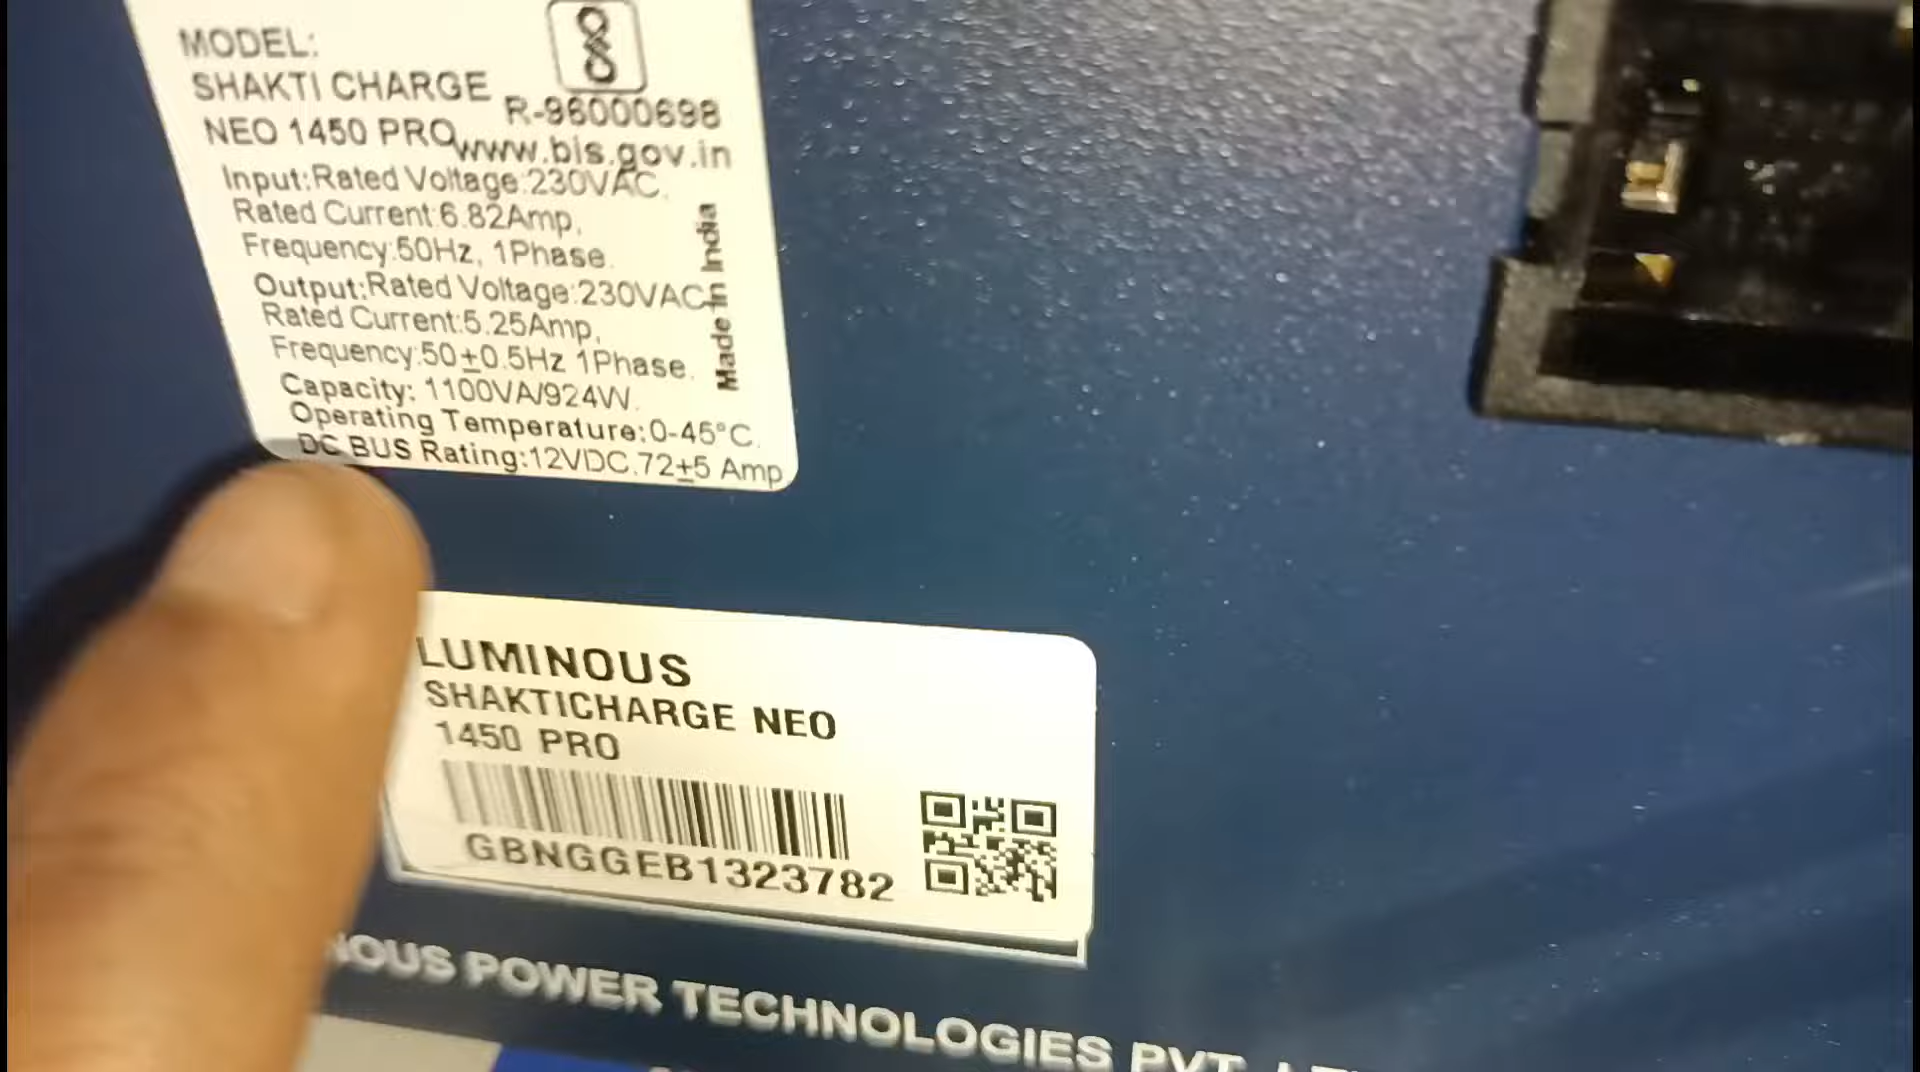 MODEL:
SHAKTI CHARGE
NEO 1450 PRO
R-96000698
www.bis.gov.in
Input:Rated Voltage:230VAC,
Rated Current:6.82Amp,
Frequency:50Hz, 1Phase.
Output:Rated Voltage:230VAC,
Rated Current:5.25Amp,
Frequency:50±0.5Hz 1Phase.
Capacity: 1100VA/924W.
Operating Temperature:0-45°C.
DC BUS Rating:12VDC.72±5 Amp
Made In India
LUMINOUS
SHAKTICHARGE NEO
1450 PRO
GBNGGEB1323782
NOUS POWER TECHNOLOGIES PVT.